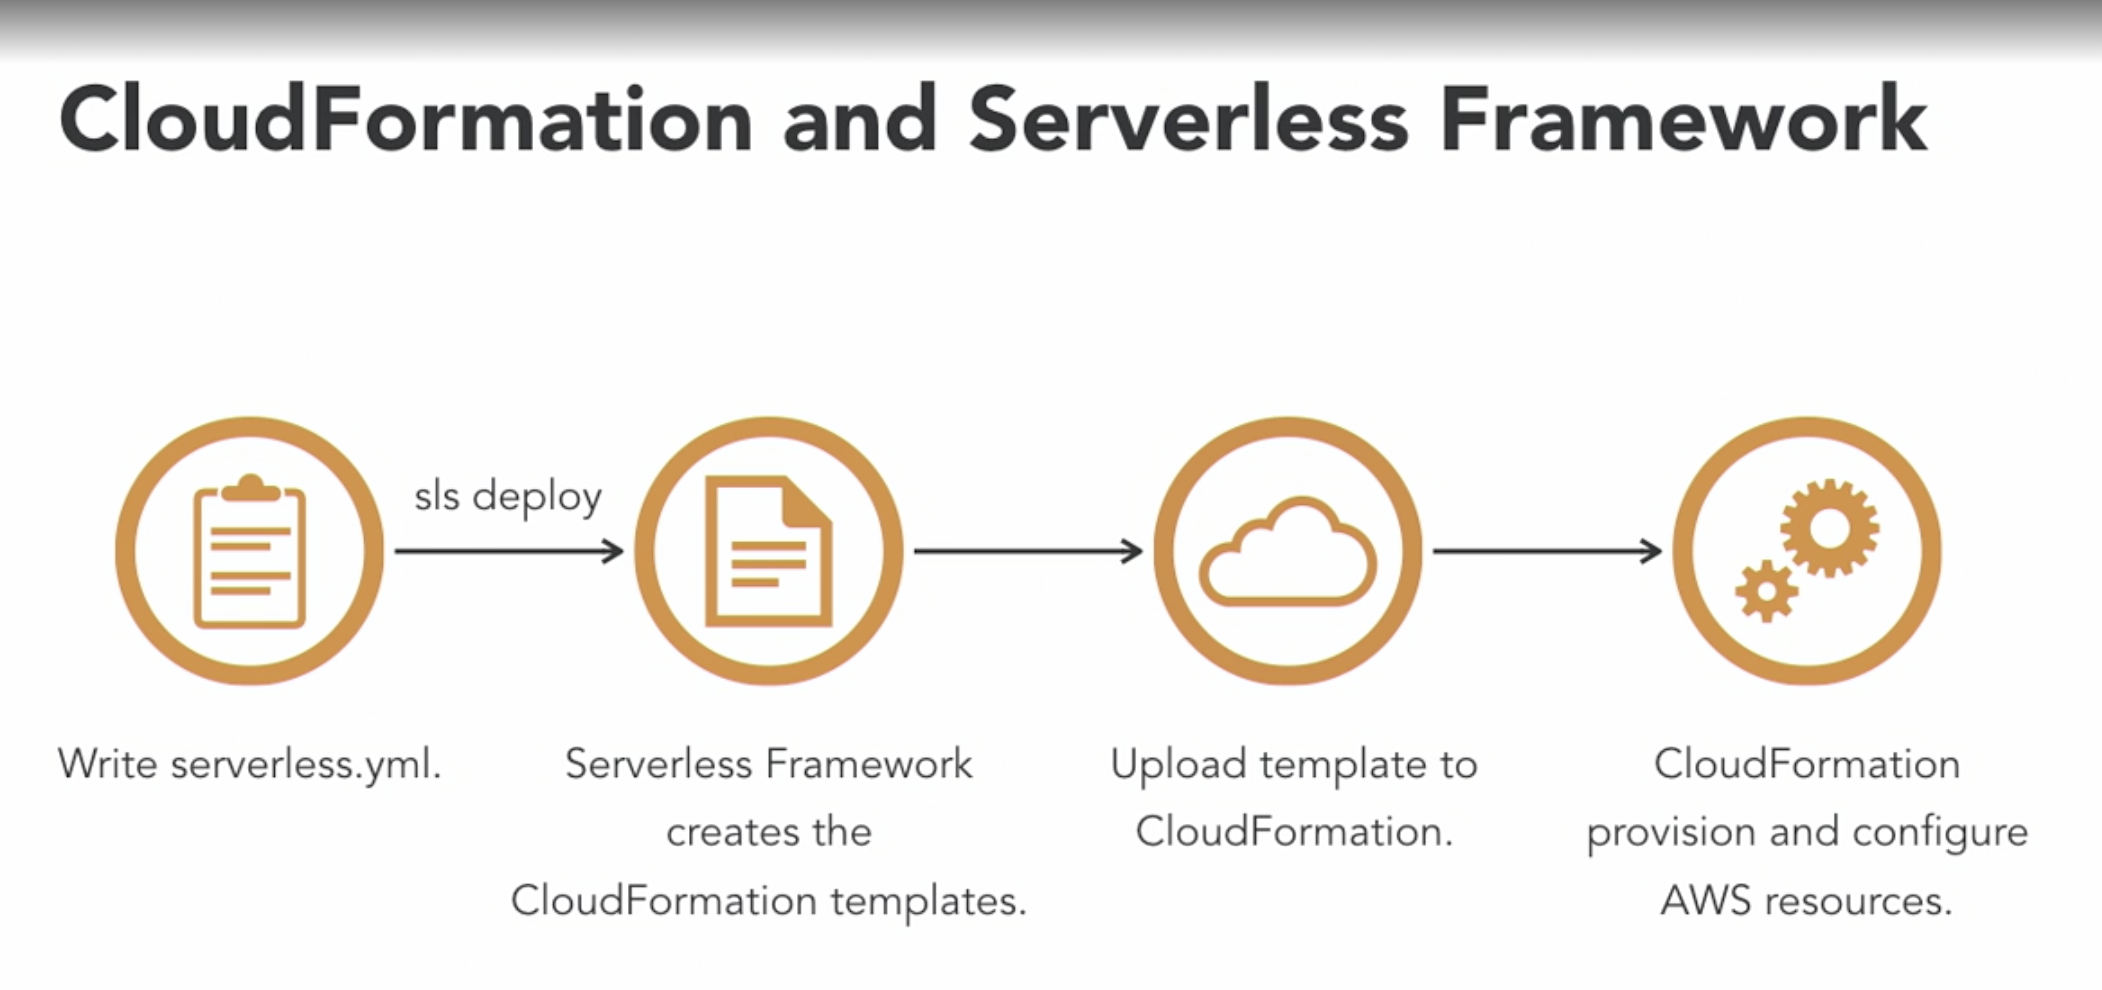 CloudFormation and Serverless Framework
sls deploy
Write serverless.yml.
Serverless Framework
creates the
CloudFormation templates.
Upload template to
CloudFormation.
CloudFormation
provision and configure
AWS resources.